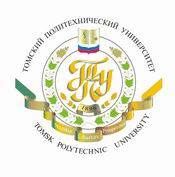 ТОМСКИЙ ПОЛИТЕХНИЧЕСКИЙ УНИВЕРСИТЕТ
ТПУ
1896
TOMSK POLYTECHNIC UNIVERSITY